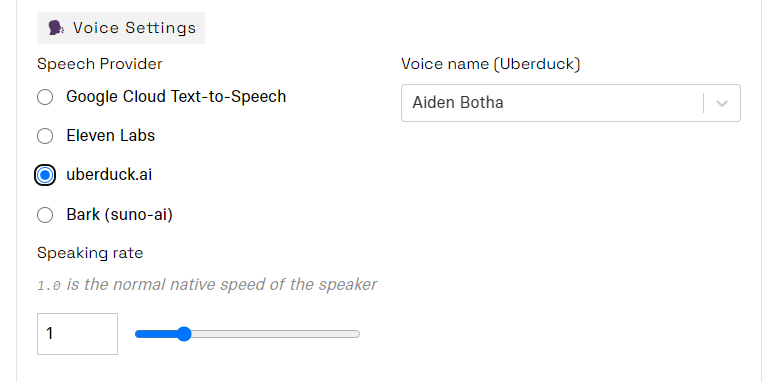 Voice Settings
Speech Provider
Google Cloud Text-to-Speech
Eleven Labs
uberduck.ai
Bark (suno-ai)
Speaking rate
1.0 is the normal native speed of the speaker
1
Voice name (Uberduck)
Aiden Botha